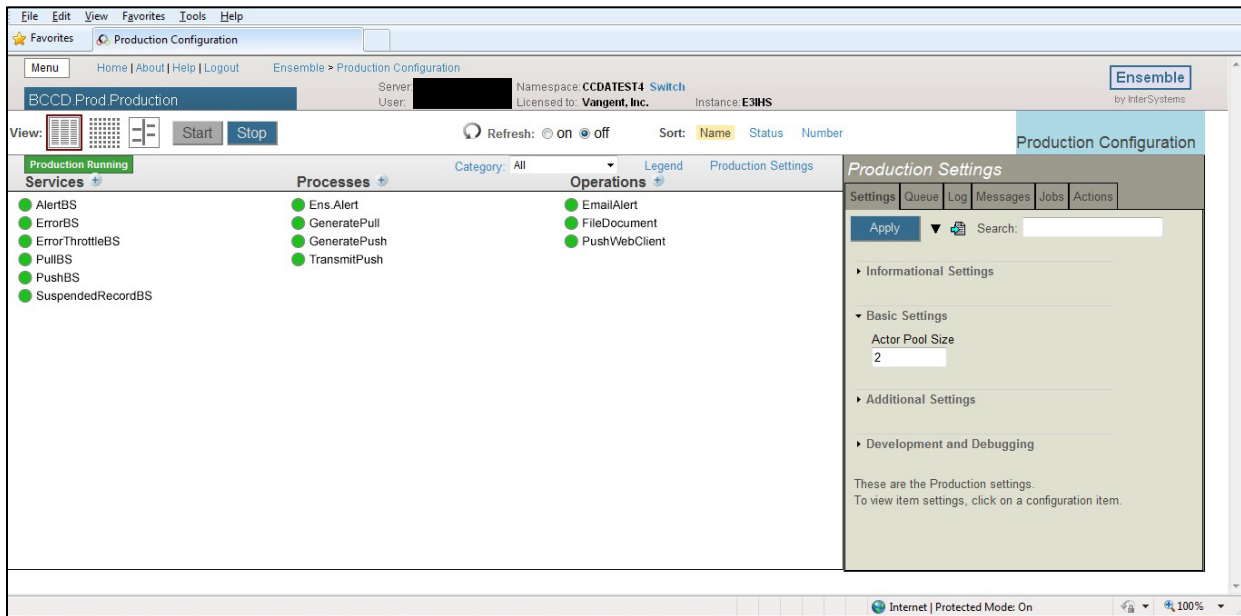 File Edit View Favorites Tools Help
Favorites Production Configuration
Menu Home | About | Help | Logout Ensemble > Production Configuration
Server: Namespace: CCDATEST4 Switch
User: Licensed to: Vangent, Inc. Instance: E3IHS
BCCD.Prod.Production
Ensemble
by InterSystems
View: Start Stop Refresh: on off Sort: Name Status Number
Production Configuration
Production Running
Category: All Legend Production Settings
Services Processes Operations
AlertBS Ens.Alert EmailAlert
ErrorBS GeneratePull FileDocument
ErrorThrottleBS GeneratePush PushWebClient
PullBS TransmitPush
PushBS
SuspendedRecordBS
Production Settings
Settings Queue Log Messages Jobs Actions
Apply Search:
Informational Settings
Basic Settings
Actor Pool Size
2
Additional Settings
Development and Debugging
These are the Production settings.
To view item settings, click on a configuration item.
Internet | Protected Mode: On 100%